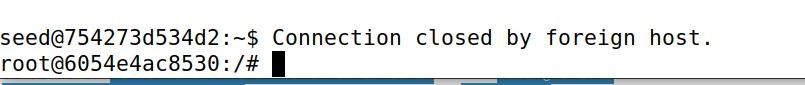 seed@754273d534d2:~$ Connection closed by foreign host.
root@6054e4ac8530:/#